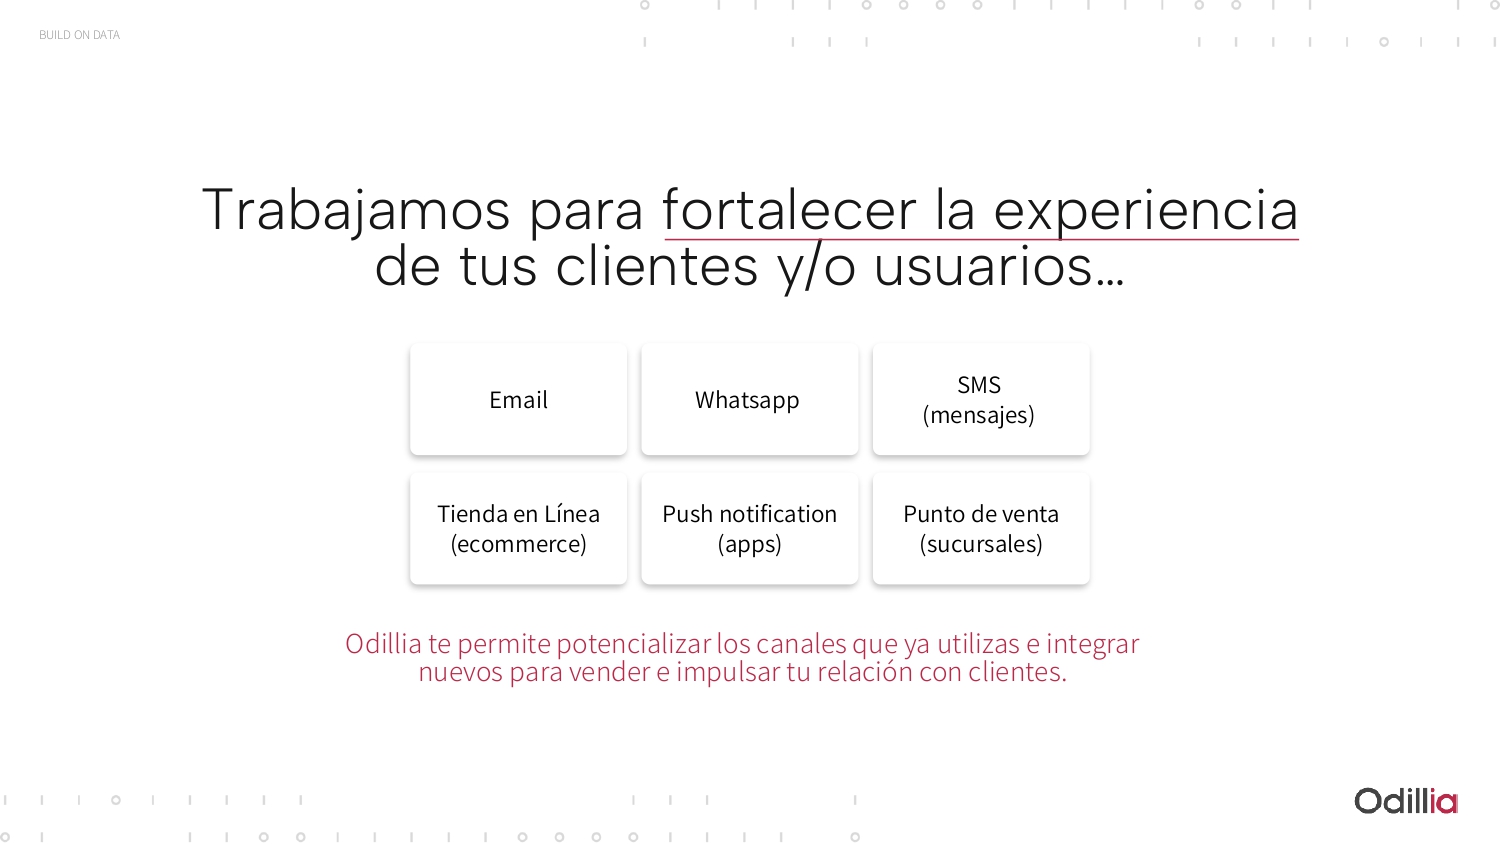 BUILD ON DATA
Trabajamos para fortalecer la experiencia
de tus clientes y/o usuarios...
Email
Whatsapp
SMS
(mensajes)
Tienda en Línea
(ecommerce)
Push notification
(apps)
Punto de venta
(sucursales)
Odillia te permite potencializar los canales que ya utilizas e integrar
nuevos para vender e impulsar tu relación con clientes.
Odillia